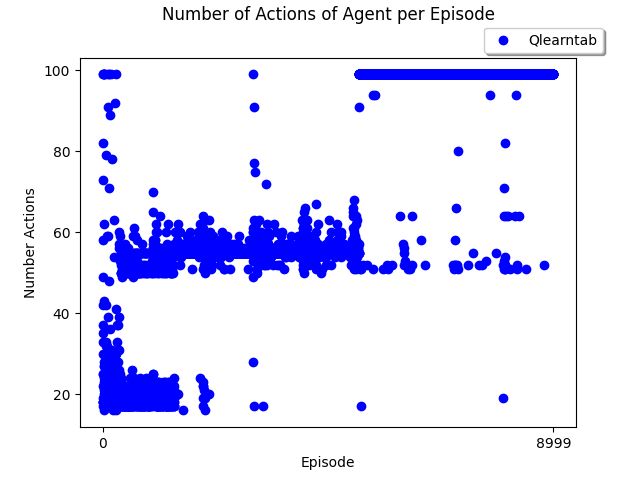 Number of Actions of Agent per Episode
Qlearntab
100
80
60
40
20
Number Actions
0
8999
Episode